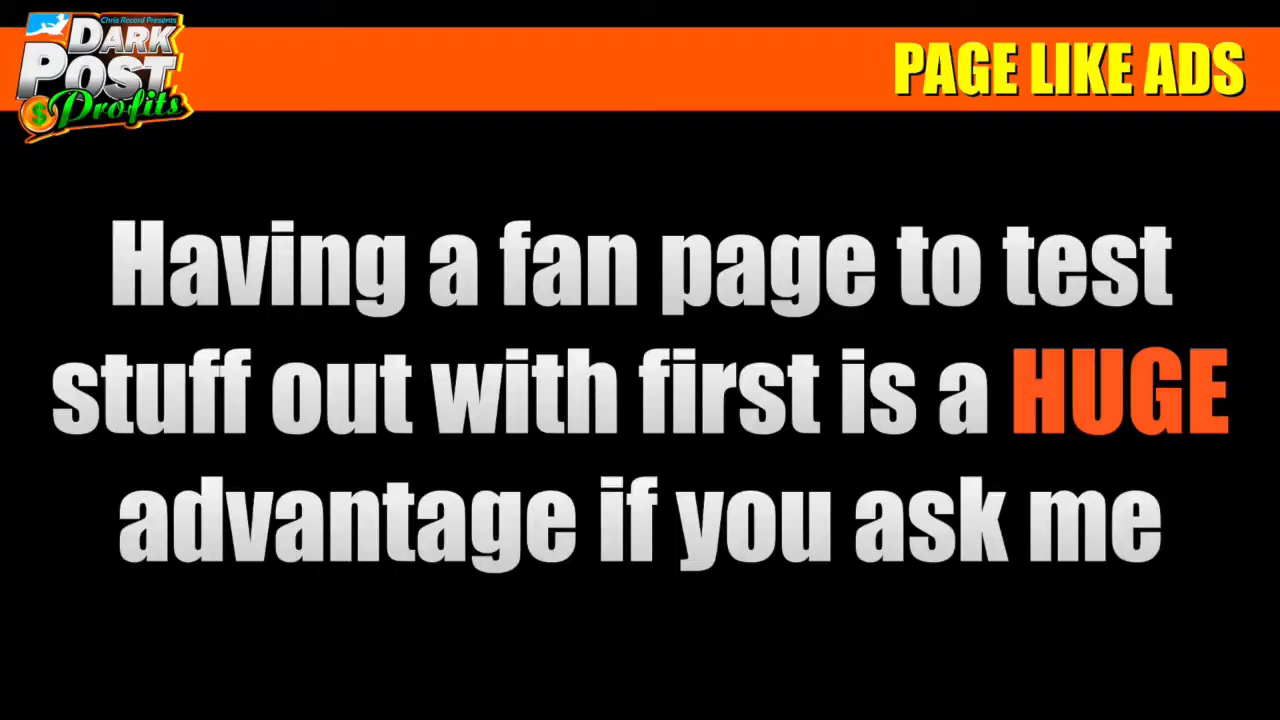 Chris Record Presents
DARK
POST
$ Profits
PAGE LIKE ADS
Having a fan page to test
stuff out with first is a HUGE
advantage if you ask me